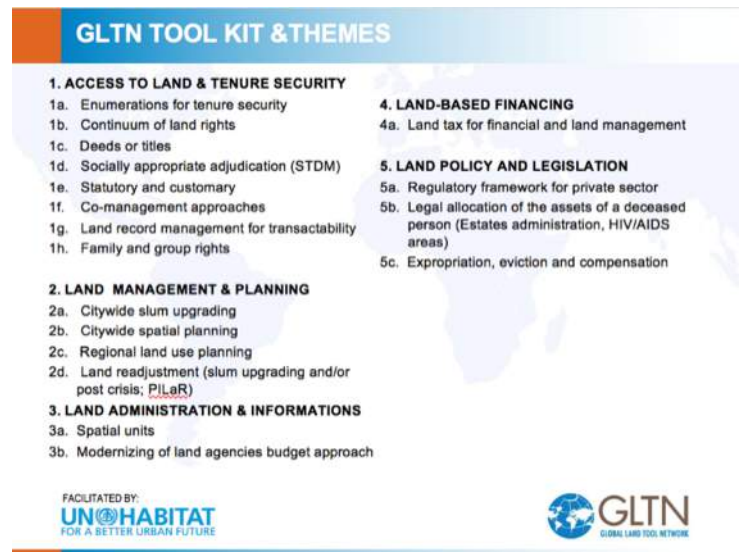 GLTN TOOL KIT &THEMES
1. ACCESS TO LAND & TENURE SECURITY
1a. Enumerations for tenure security
1b. Continuum of land rights
1c. Deeds or titles
1d. Socially appropriate adjudication (STDM)
1e. Statutory and customary
1f. Co-management approaches
1g. Land record management for transactability
1h. Family and group rights
2. LAND MANAGEMENT & PLANNING
2a. Citywide slum upgrading
2b. Citywide spatial planning
2c. Regional land use planning
2d. Land readjustment (slum upgrading and/or
post crisis; PILaR)
3. LAND ADMINISTRATION & INFORMATIONS
3a. Spatial units
3b. Modernizing of land agencies budget approach
4. LAND-BASED FINANCING
4a. Land tax for financial and land management
5. LAND POLICY AND LEGISLATION
5a. Regulatory framework for private sector
5b. Legal allocation of the assets of a deceased
person (Estates administration, HIV/AIDS
areas)
5c. Expropriation, eviction and compensation
FACILITATED BY:
UN HABITAT
FOR A BETTER URBAN FUTURE
GLTN
GLOBAL LAND TOOL NETWORK